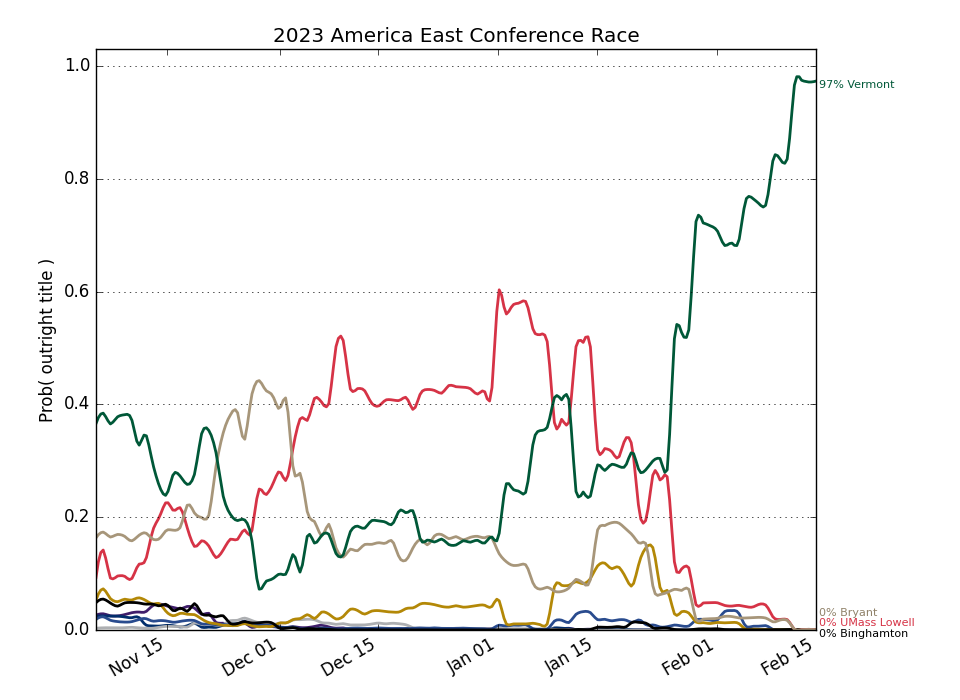 2023 America East Conference Race
Prob( outright title )
1.0
0.8
0.6
0.4
0.2
0.0
97% Vermont
0% Bryant
0% UMass Lowell
0% Binghamton
Nov 15
Dec 01
Dec 15
Jan 01
Jan 15
Feb 01
Feb 15